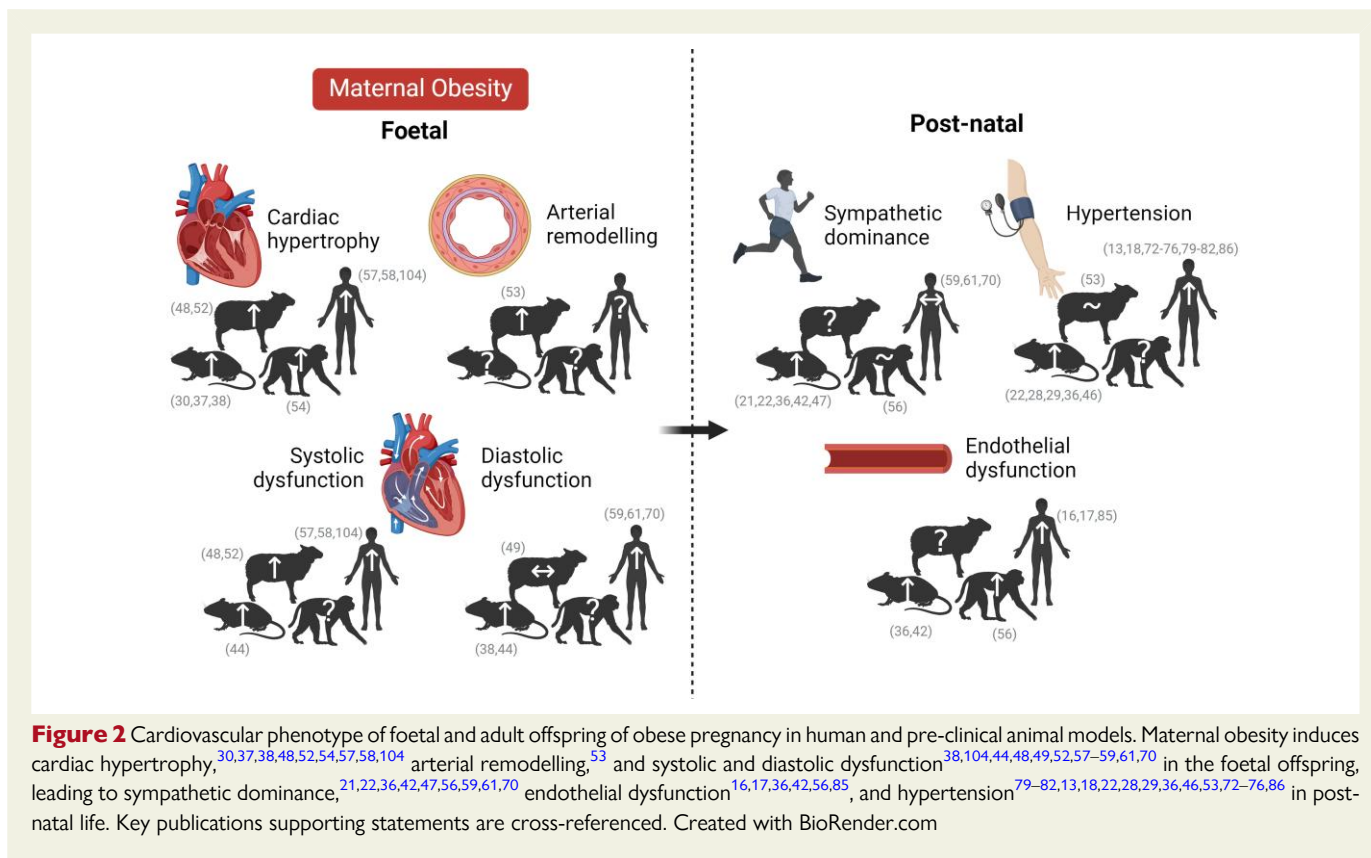 Maternal Obesity
Foetal
Cardiac
hypertrophy
(57,58,104)
(48,52)
↑
↑
↑
↑
(30,37,38)
(54)
Arterial
remodelling
(53)
↑
?
?
?
Systolic
dysfunction
(57,58,104)
(48,52)
↑
↑
↑
?
(44)
Diastolic
dysfunction
(59,61,70)
(49)
↔
↑
↑
?
(38,44)
Post-natal
Sympathetic
dominance
(59,61,70)
?
↔
↑
~
(21,22,36,42,47)
(56)
Hypertension
(13,18,72-76,79-82,86)
(53)
~
↑
↑
?
(22,28,29,36,46)
Endothelial
dysfunction
(16,17,85)
?
↑
↑
↑
(36,42)
(56)
Figure 2 Cardiovascular phenotype of foetal and adult offspring of obese pregnancy in human and pre-clinical animal models. Maternal obesity induces
cardiac hypertrophy,30,37,38,48,52,54,57,58,104 arterial remodelling,53 and systolic and diastolic dysfunction38,104,44,48,49,52,57–59,61,70 in the foetal offspring,
leading to sympathetic dominance,21,22,36,42,47,56,59,61,70 endothelial dysfunction16,17,36,42,56,85, and hypertension79–82,13,18,22,28,29,36,46,53,72–76,86 in post-
natal life. Key publications supporting statements are cross-referenced. Created with BioRender.com